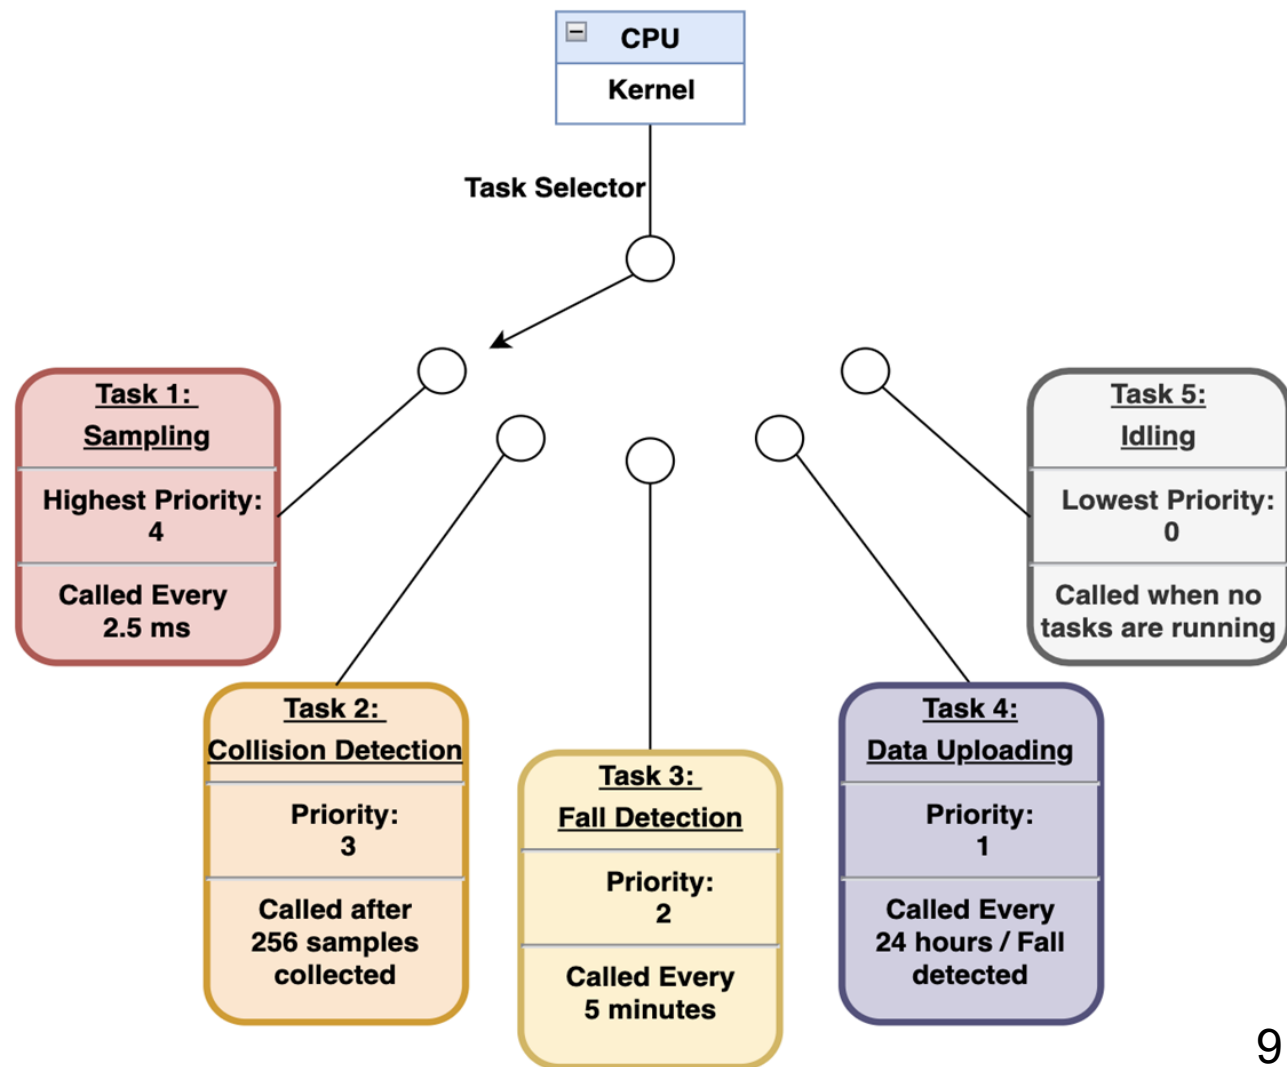 CPU
Kernel
Task Selector
Task 1:
Sampling
Highest Priority:
4
Called Every
2.5 ms
Task 2:
Collision Detection
Priority:
3
Called after
256 samples
collected
Task 3:
Fall Detection
Priority:
2
Called Every
5 minutes
Task 4:
Data Uploading
Priority:
1
Called Every
24 hours / Fall
detected
Task 5:
Idling
Lowest Priority:
0
Called when no
tasks are running
9